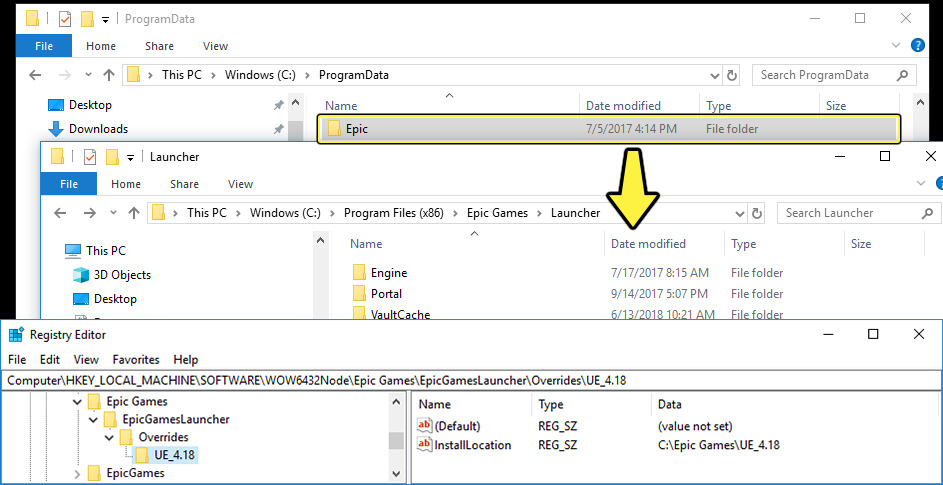 ProgramData
File Home Share View
This PC > Windows (C:) > ProgramData Search ProgramData
Desktop Name Date modified Type Size
Downloads Epic 7/5/2017 4:14 PM File folder
Launcher
File Home Share View
This PC > Windows (C:) > Program Files (x86) > Epic Games > Launcher Search Launcher
This PC Name Date modified Type Size
3D Objects Engine 7/17/2017 8:15 AM File folder
Desktop Portal 9/14/2017 5:07 PM File folder
VaultCache 6/13/2018 10:21 AM File folder
Registry Editor
File Edit View Favorites Help
Computer\HKEY_LOCAL_MACHINE\SOFTWARE\WOW6432Node\Epic Games\EpicGamesLauncher\Overrides\UE_4.18
Epic Games Name Type Data
EpicGamesLauncher ab (Default) REG_SZ (value not set)
Overrides ab InstallLocation REG_SZ C:\Epic Games\UE_4.18
UE_4.18
EpicGames